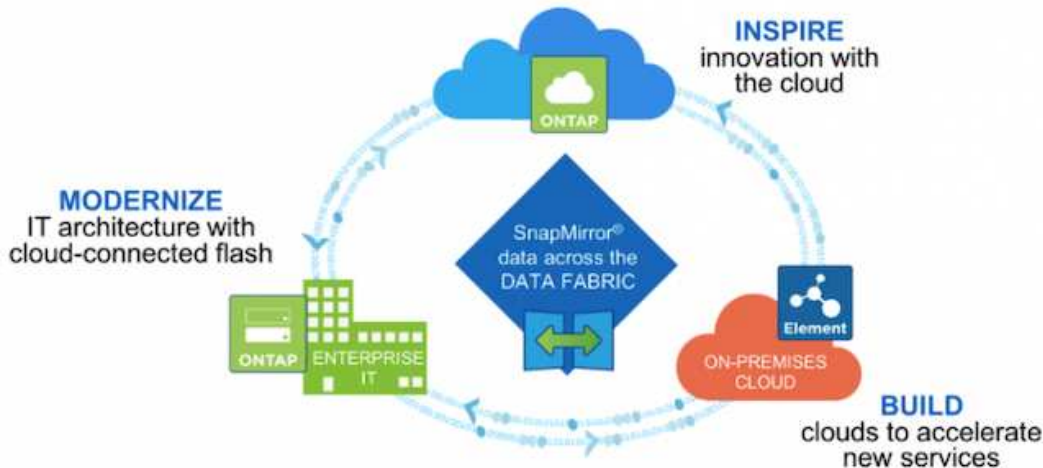 INSPIRE
innovation with
the cloud
ONTAP
MODERNIZE
IT architecture with
cloud-connected flash
SnapMirror®
data across the
DATA FABRIC
ONTAP
ENTERPRISE
IT
Element
ON-PREMISES
CLOUD
BUILD
clouds to accelerate
new services